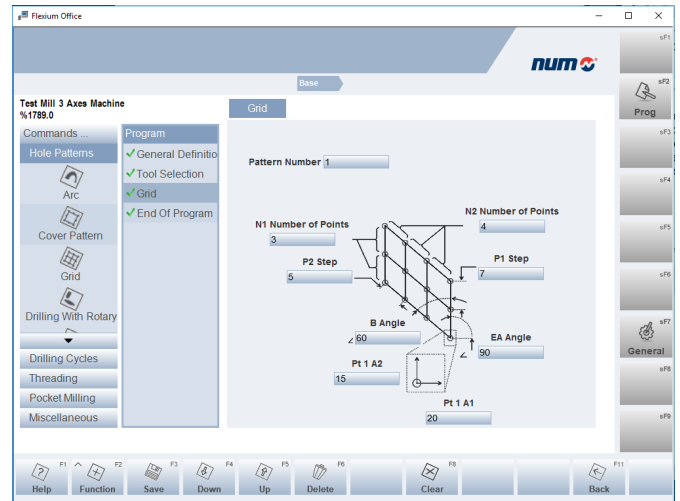 Flexium Office
num
Base
Test Mill 3 Axes Machine
%1789.0
Grid
Commands ...
Hole Patterns
Arc
Cover Pattern
Grid
Drilling With Rotary
Drilling Cycles
Threading
Pocket Milling
Miscellaneous
Program
General Definitio
Tool Selection
Grid
End Of Program
Pattern Number 1
N1 Number of Points
3
N2 Number of Points
4
P2 Step
5
P1 Step
7
B Angle
60
EA Angle
90
Pt 1 A2
15
Pt 1 A1
20
sF1
sF2
Prog
sF3
sF4
sF5
sF6
sF7
General
sF8
sF9
F1
Help
F2
Function
F3
Save
F4
Down
F5
Up
F6
Delete
F8
Clear
F11
Back